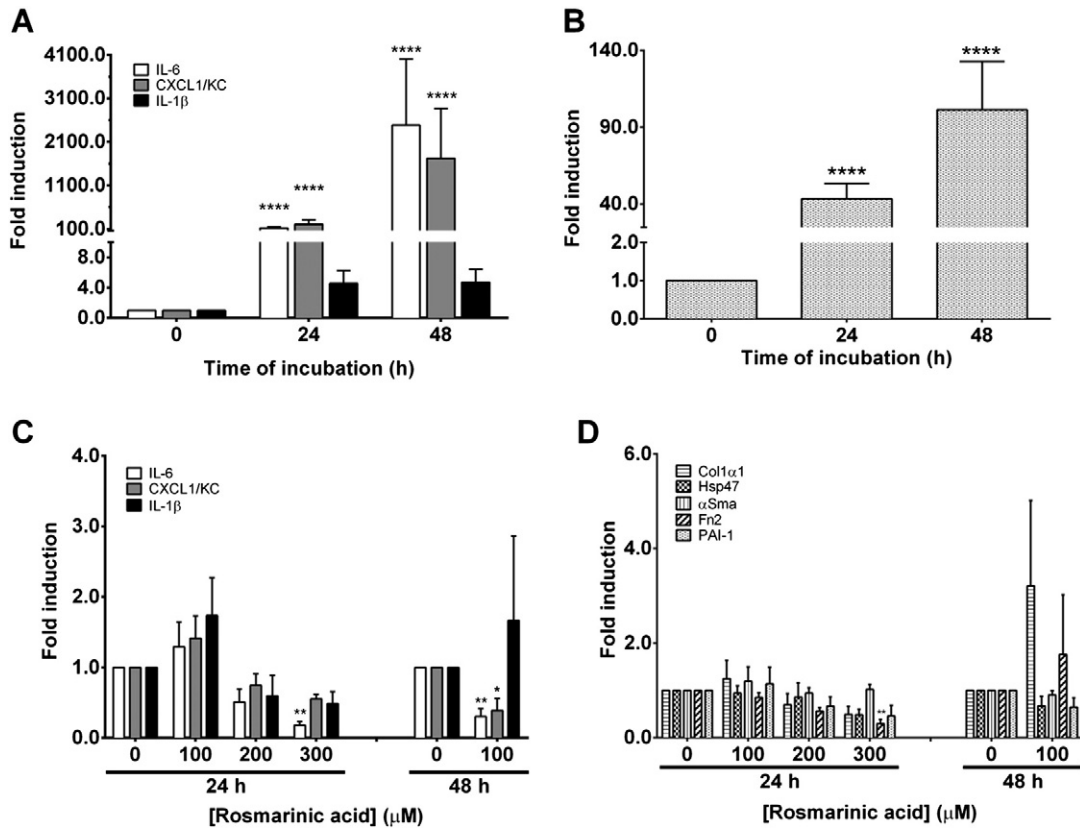 A
Fold induction
4100.0
3100.0
2100.0
1100.0
100.0
8.0
4.0
0.0
IL-6
CXCL1/KC
IL-1β
****
****
****
****
0
24
48
Time of incubation (h)
B
Fold induction
140.0
90.0
40.0
2.0
1.0
0.0
****
****
0
24
48
Time of incubation (h)
C
Fold induction
4.0
3.0
2.0
1.0
0.0
IL-6
CXCL1/KC
IL-1β
**
**
*
0 100 200 300 0 100
24 h 48 h
[Rosmarinic acid] (μM)
D
Fold induction
6.0
4.0
2.0
0.0
Col1α1
Hsp47
αSma
Fn2
PAI-1
**
0 100 200 300 0 100
24 h 48 h
[Rosmarinic acid] (μM)